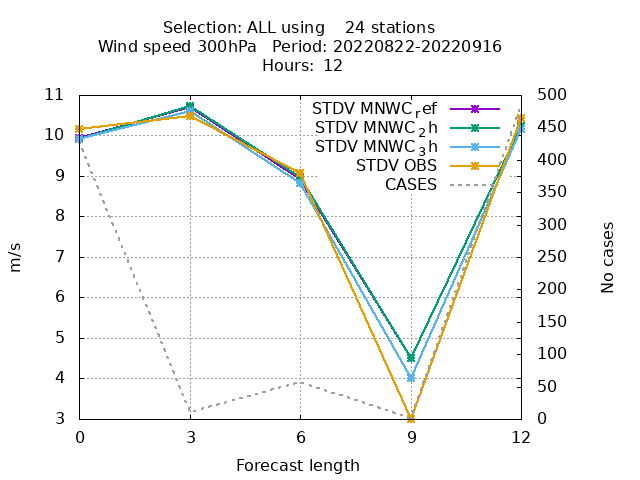 Selection: ALL using 24 stations
Wind speed 300hPa Period: 20220822-20220916
Hours: 12
11
10
9
8
7
6
5
4
3
500
450
400
350
300
250
200
150
100
50
0
STDV MNWC_ref
STDV MNWC_2h
STDV MNWC_3h
STDV OBS
CASES
m/s
No cases
0 3 6 9 12
Forecast length